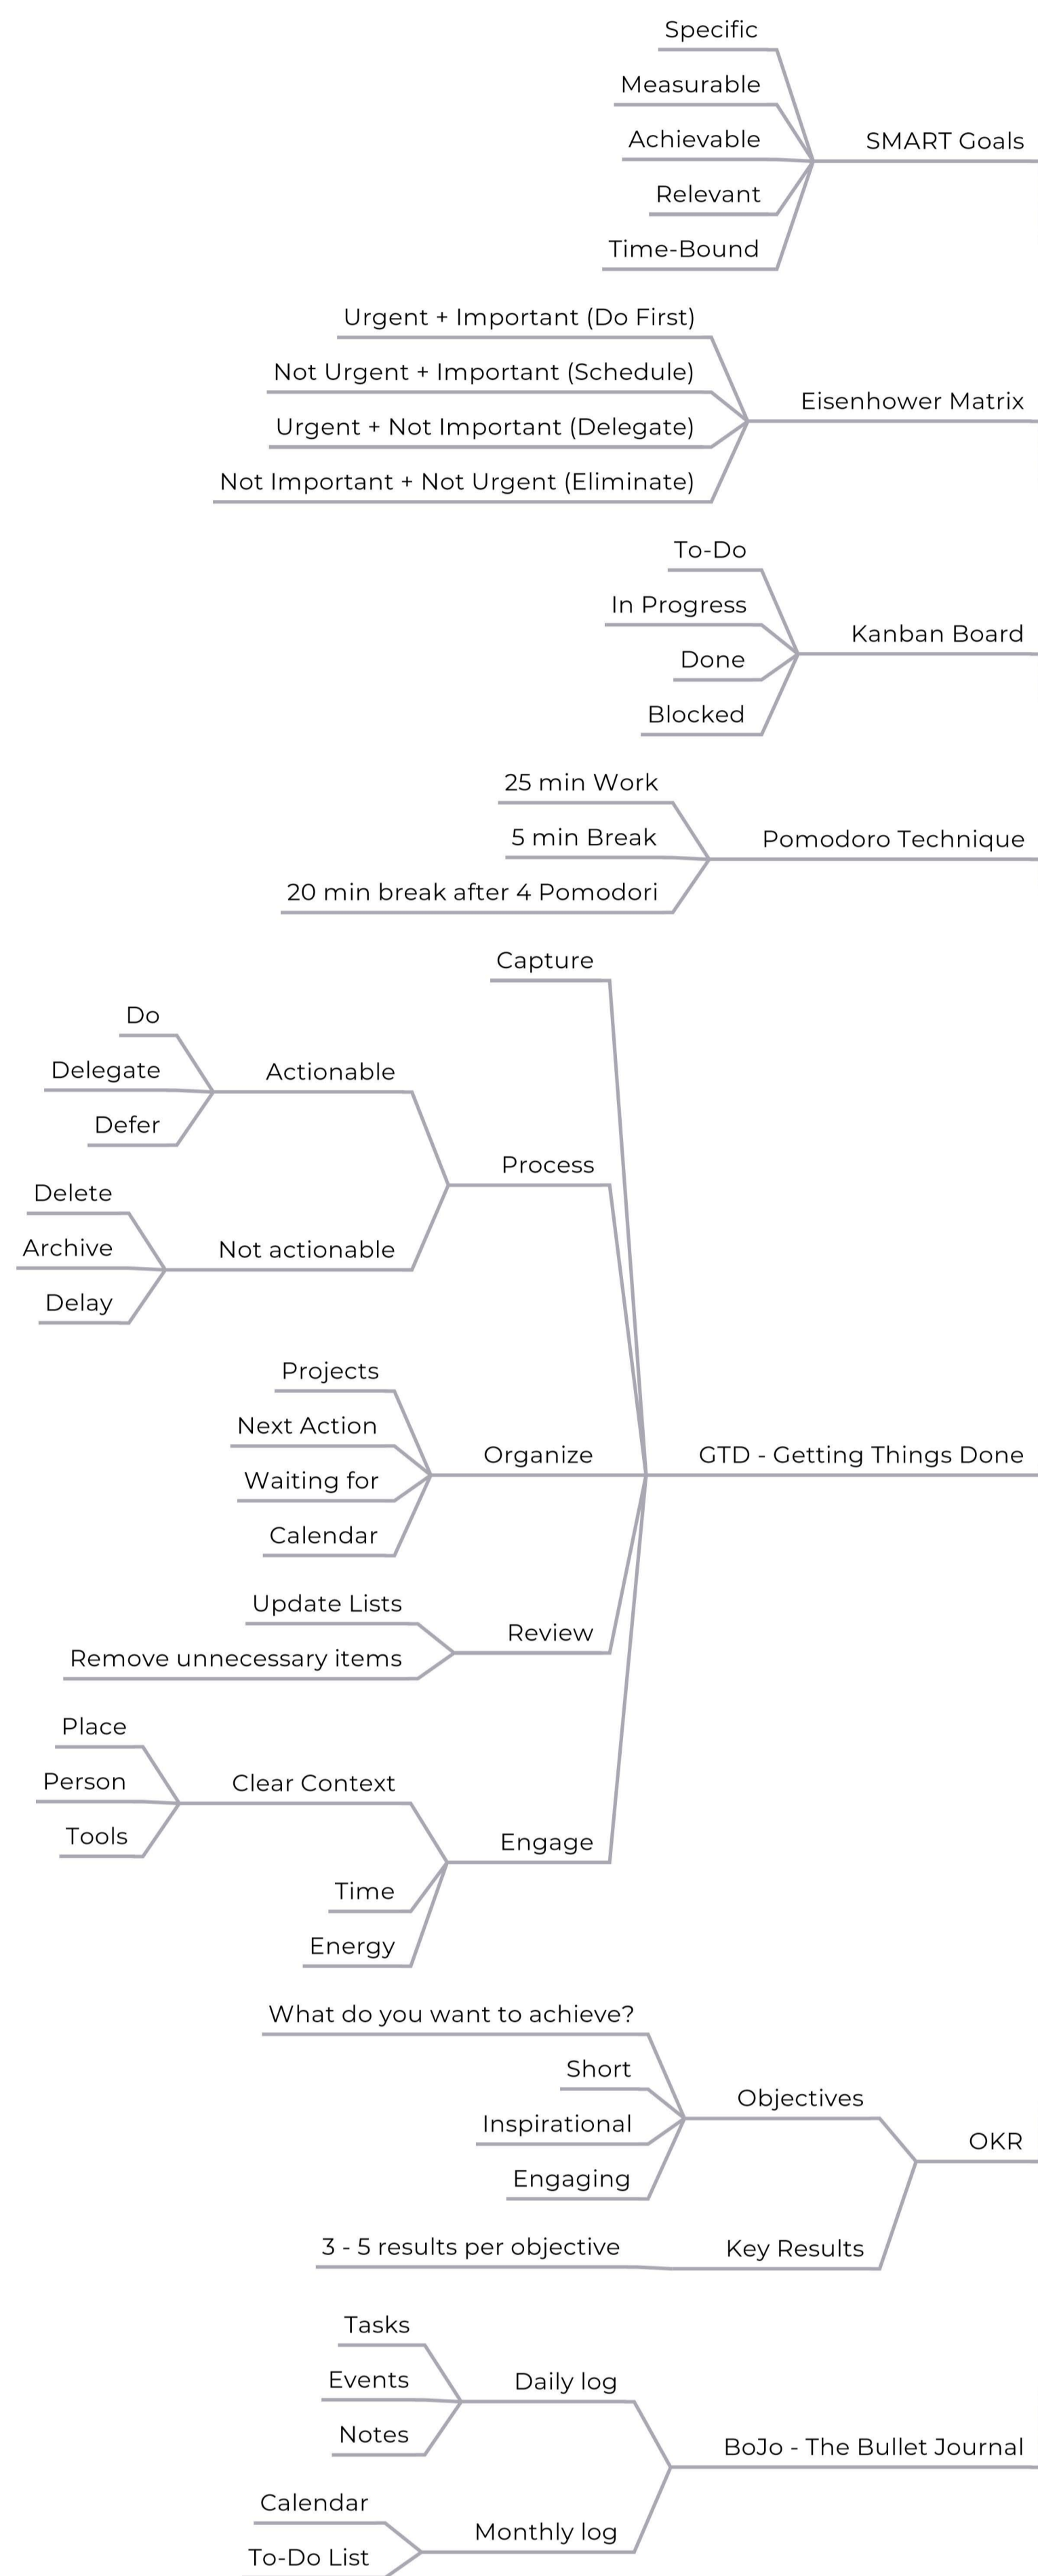 Specific
Measurable
Achievable
SMART Goals
Relevant
Time-Bound
Urgent + Important (Do First)
Not Urgent + Important (Schedule)
Eisenhower Matrix
Urgent + Not Important (Delegate)
Not Important + Not Urgent (Eliminate)
To-Do
In Progress
Kanban Board
Done
Blocked
25 min Work
5 min Break
Pomodoro Technique
20 min break after 4 Pomodori
Capture
Do
Delegate
Actionable
Defer
Process
Delete
Archive
Not actionable
Delay
Projects
Next Action
Organize
GTD - Getting Things Done
Waiting for
Calendar
Update Lists
Review
Remove unnecessary items
Place
Person
Clear Context
Tools
Engage
Time
Energy
What do you want to achieve?
Short
Objectives
Inspirational
OKR
Engaging
3 - 5 results per objective
Key Results
Tasks
Events
Daily log
Notes
BoJo - The Bullet Journal
Calendar
Monthly log
To-Do List